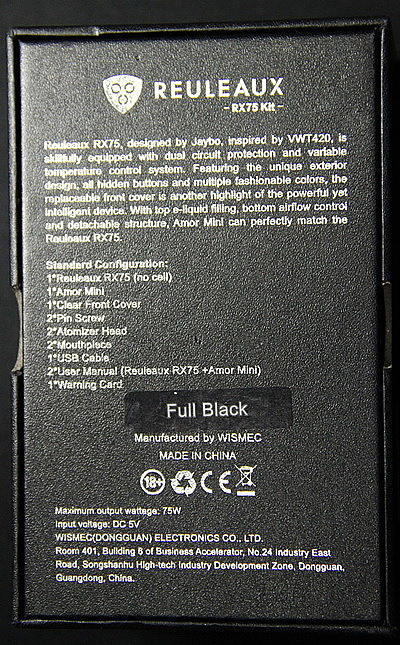 REULEAUX
- RX75 Kit -
Reuleaux RX75, designed by Jaybo, inspired by VWT420, is
skillfully equipped with dual circuit protection and variable
temperature control system. Featuring the unique exterior
design, all hidden buttons and multiple fashionable colors, the
replaceable front cover is another highlight of the powerful yet
intelligent device. With top e-liquid filling, bottom airflow control
and detachable structure, Amor Mini can perfectly match the
Reuleaux RX75.
Standard Configuration:
1*Reuleaux RX75 (no cell)
1*Amor Mini
1*Clear Front Cover
2*Pin Screw
2*Atomizer Head
2*Mouthpiece
1*USB Cable
2*User Manual (Reuleaux RX75 +Amor Mini)
1*Warning Card
Full Black
Manufactured by WISMEC
MADE IN CHINA
18+ CE
Maximum output wattage: 75W
Input voltage: DC 5V
WISMEC(DONGGUAN) ELECTRONICS CO., LTD.
Room 401, Building 6 of Business Accelerator, No.24 Industry East
Road, Songshanhu High-tech Industry Development Zone, Dongguan,
Guangdong, China.